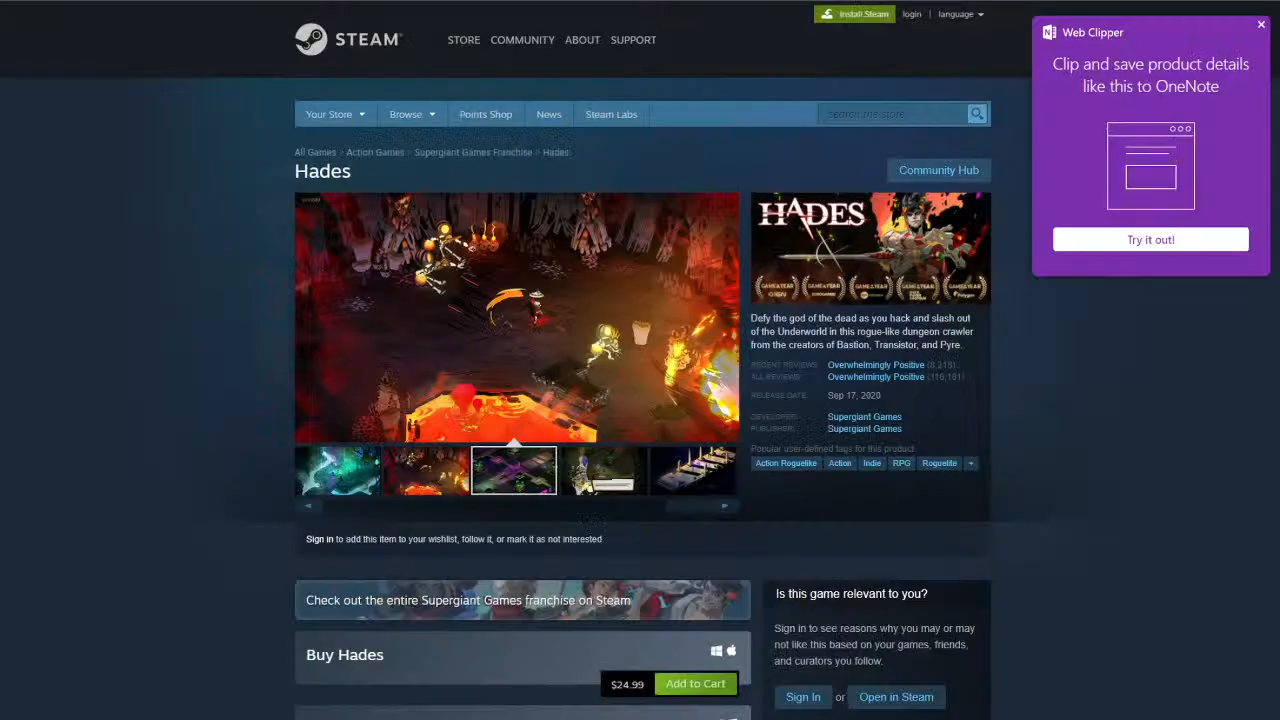 Install Steam login | language
STEAM
STORE COMMUNITY ABOUT SUPPORT
Web Clipper
Clip and save product details
like this to OneNote
Try it out!
Your Store Browse Points Shop News Steam Labs search the store
All Games > Action Games > Supergiant Games Franchise > Hades
Hades
Community Hub
HADES
Defy the god of the dead as you hack and slash out
of the Underworld in this rogue-like dungeon crawler
from the creators of Bastion, Transistor, and Pyre.
RECENT REVIEWS: Overwhelmingly Positive (8,218)
ALL REVIEWS: Overwhelmingly Positive
RELEASE DATE: Sep 17, 2020
DEVELOPER: Supergiant Games
PUBLISHER: Supergiant Games
Popular user-defined tags for this product:
Action Roguelike Action Indie RPG Roguelite +
Sign in to add this item to your wishlist, follow it, or mark it as not interested
Check out the entire Supergiant Games franchise on Steam
Buy Hades
$24.99 Add to Cart
Is this game relevant to you?
Sign in to see reasons why you may or may
not like this based on your games, friends,
and curators you follow.
Sign In or Open in Steam